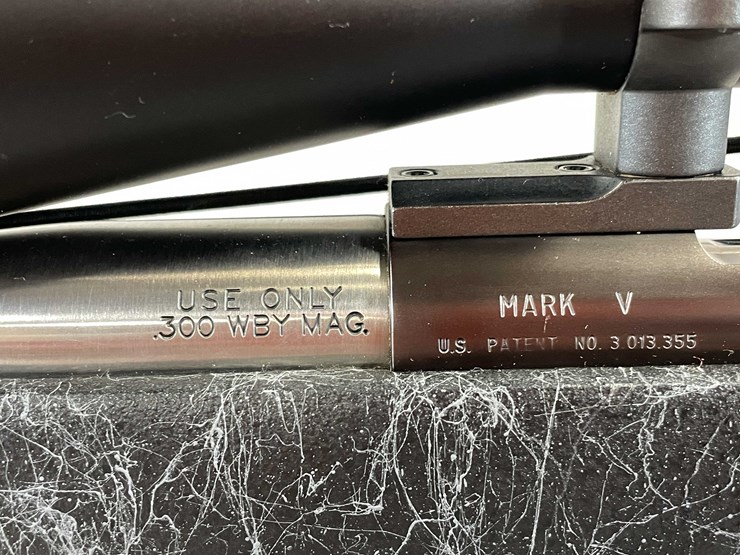 USE ONLY
.300 WBY MAG.
MARK V
U.S. PATENT NO. 3.013.355